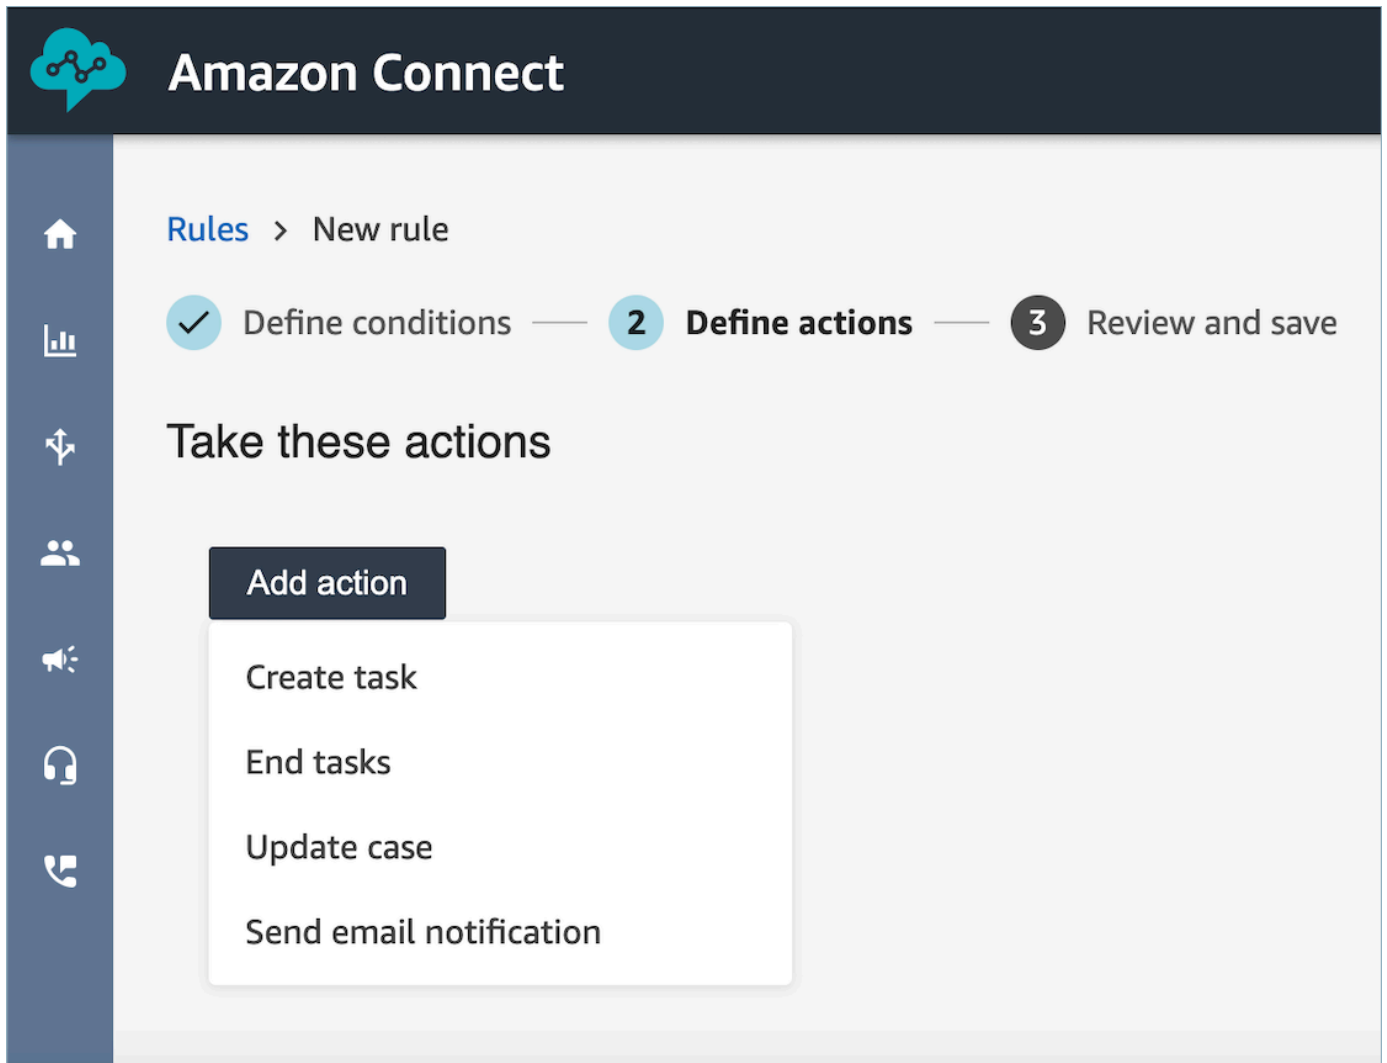 Amazon Connect
Rules > New rule
Define conditions 2 Define actions 3 Review and save
Take these actions
Add action
Create task
End tasks
Update case
Send email notification